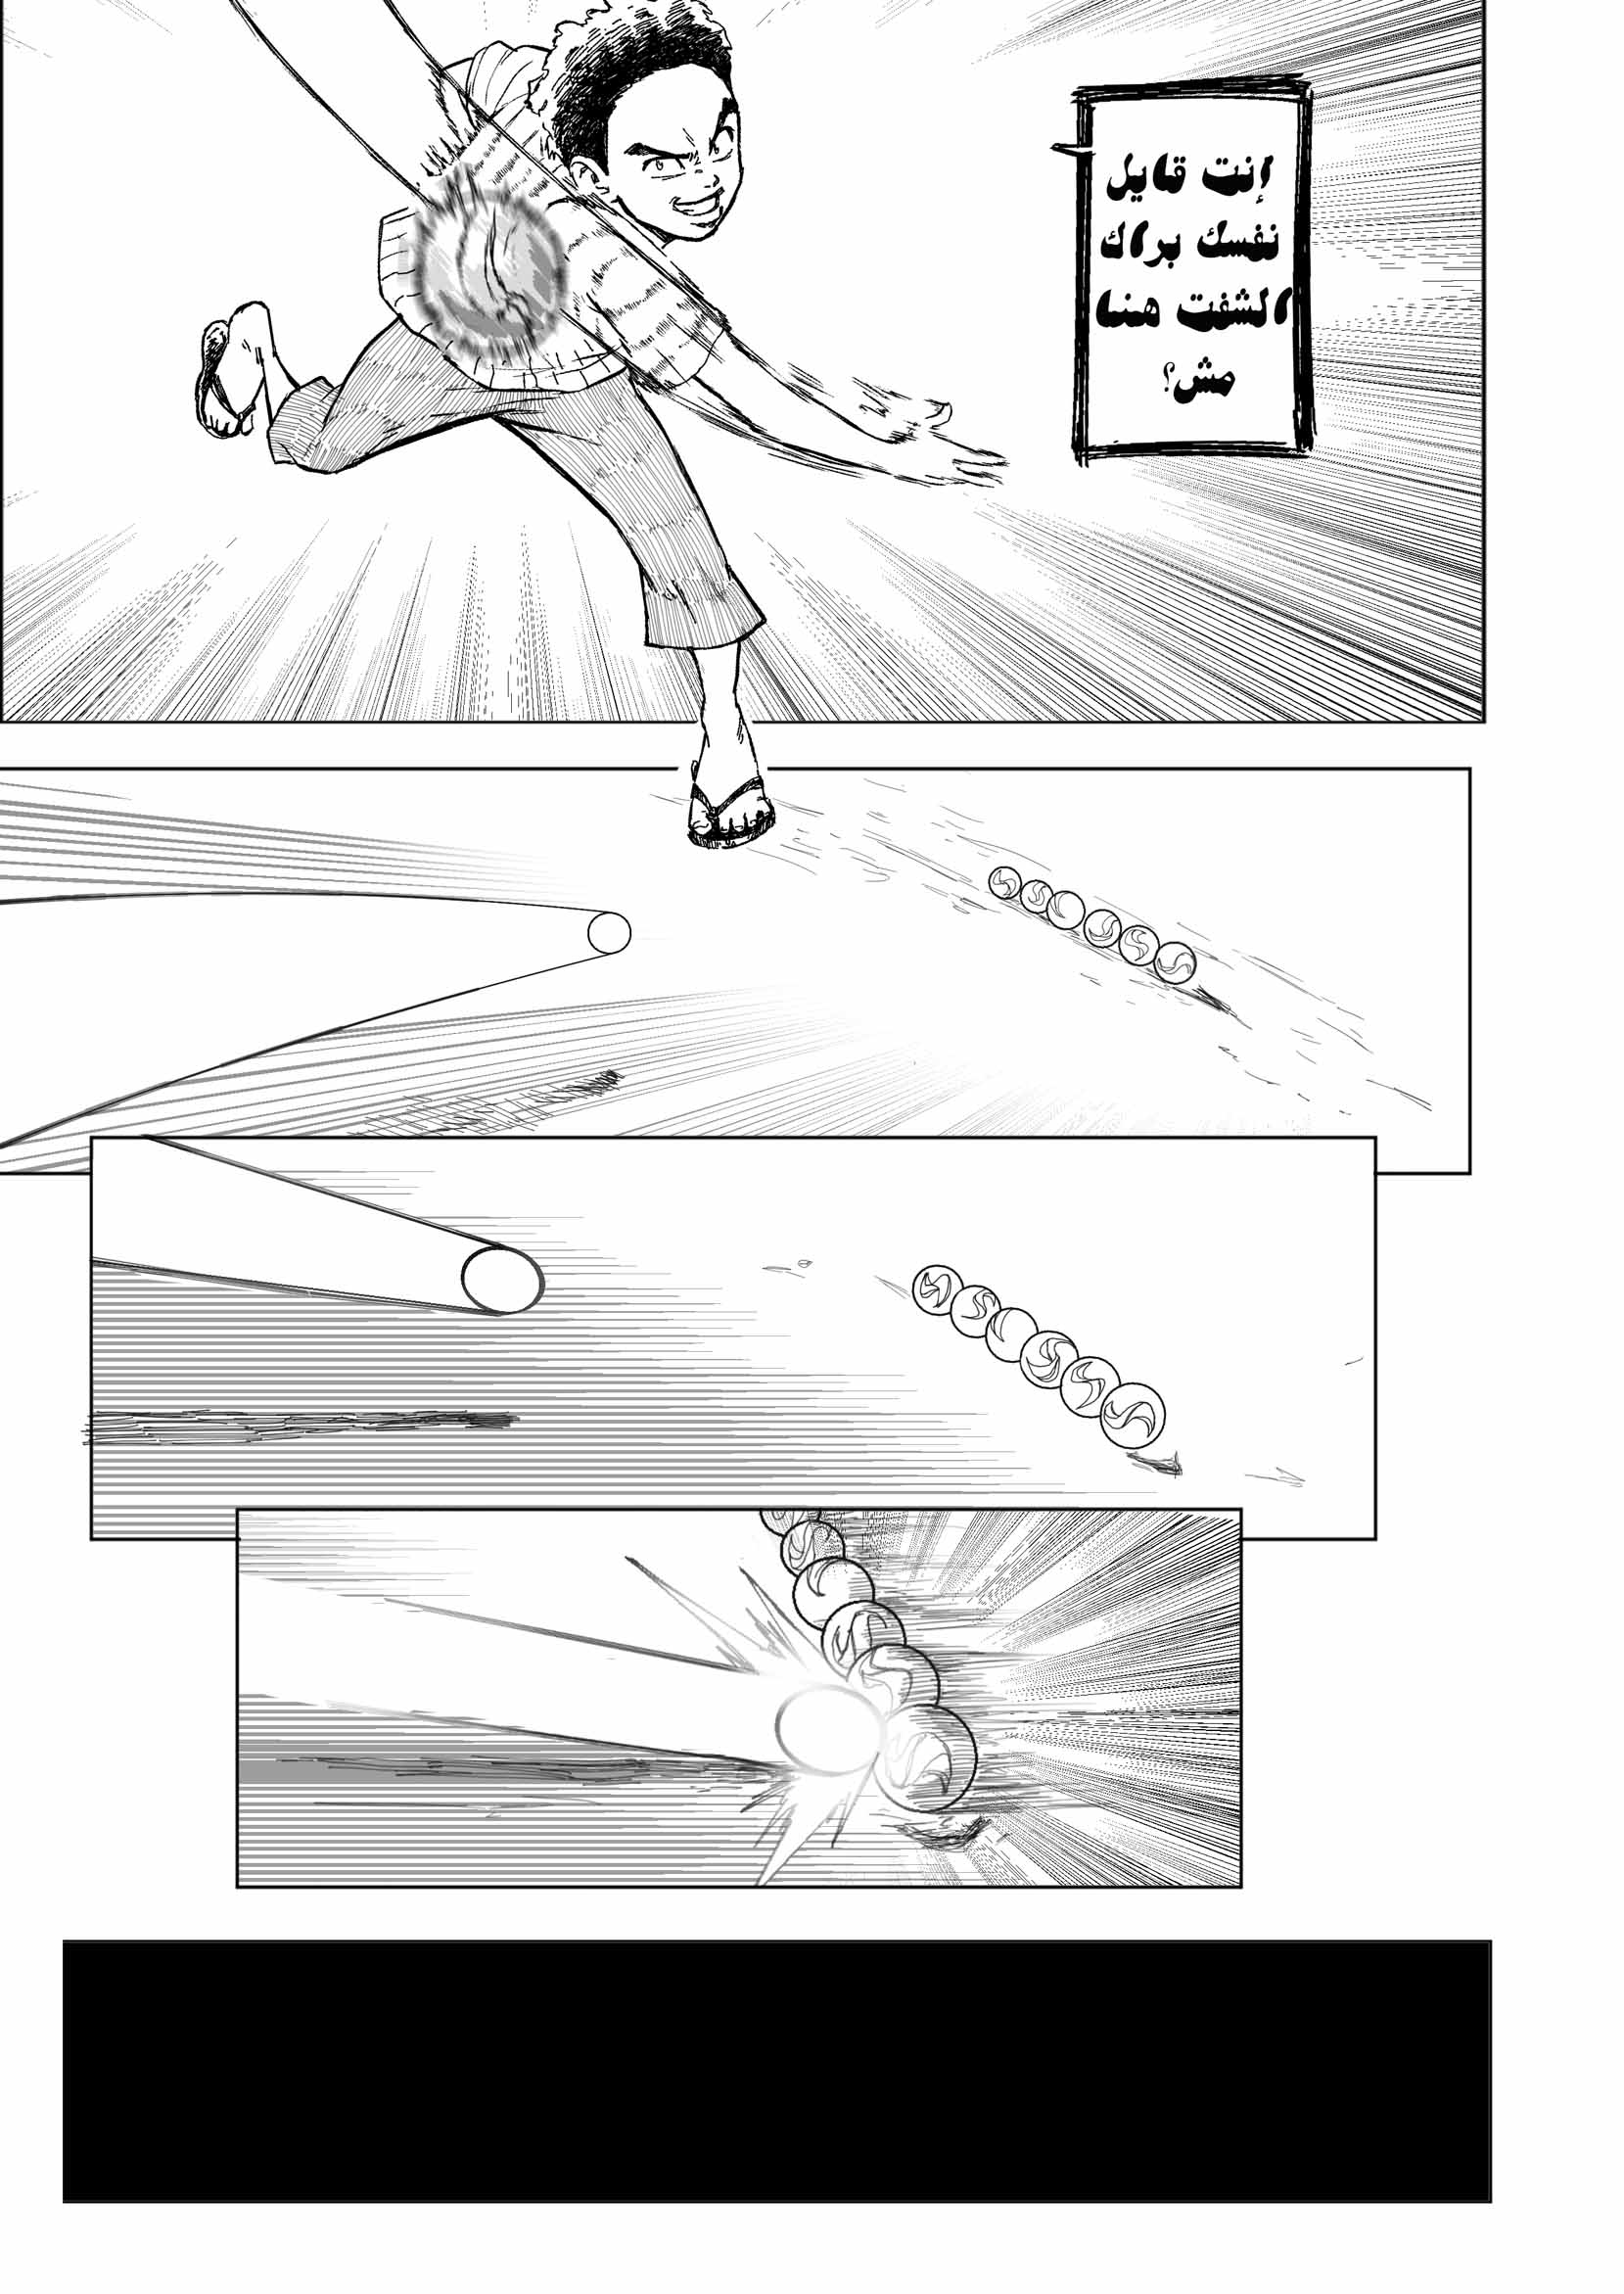 إنت قايل
نفسك براك
الشفت هنا
مش؟